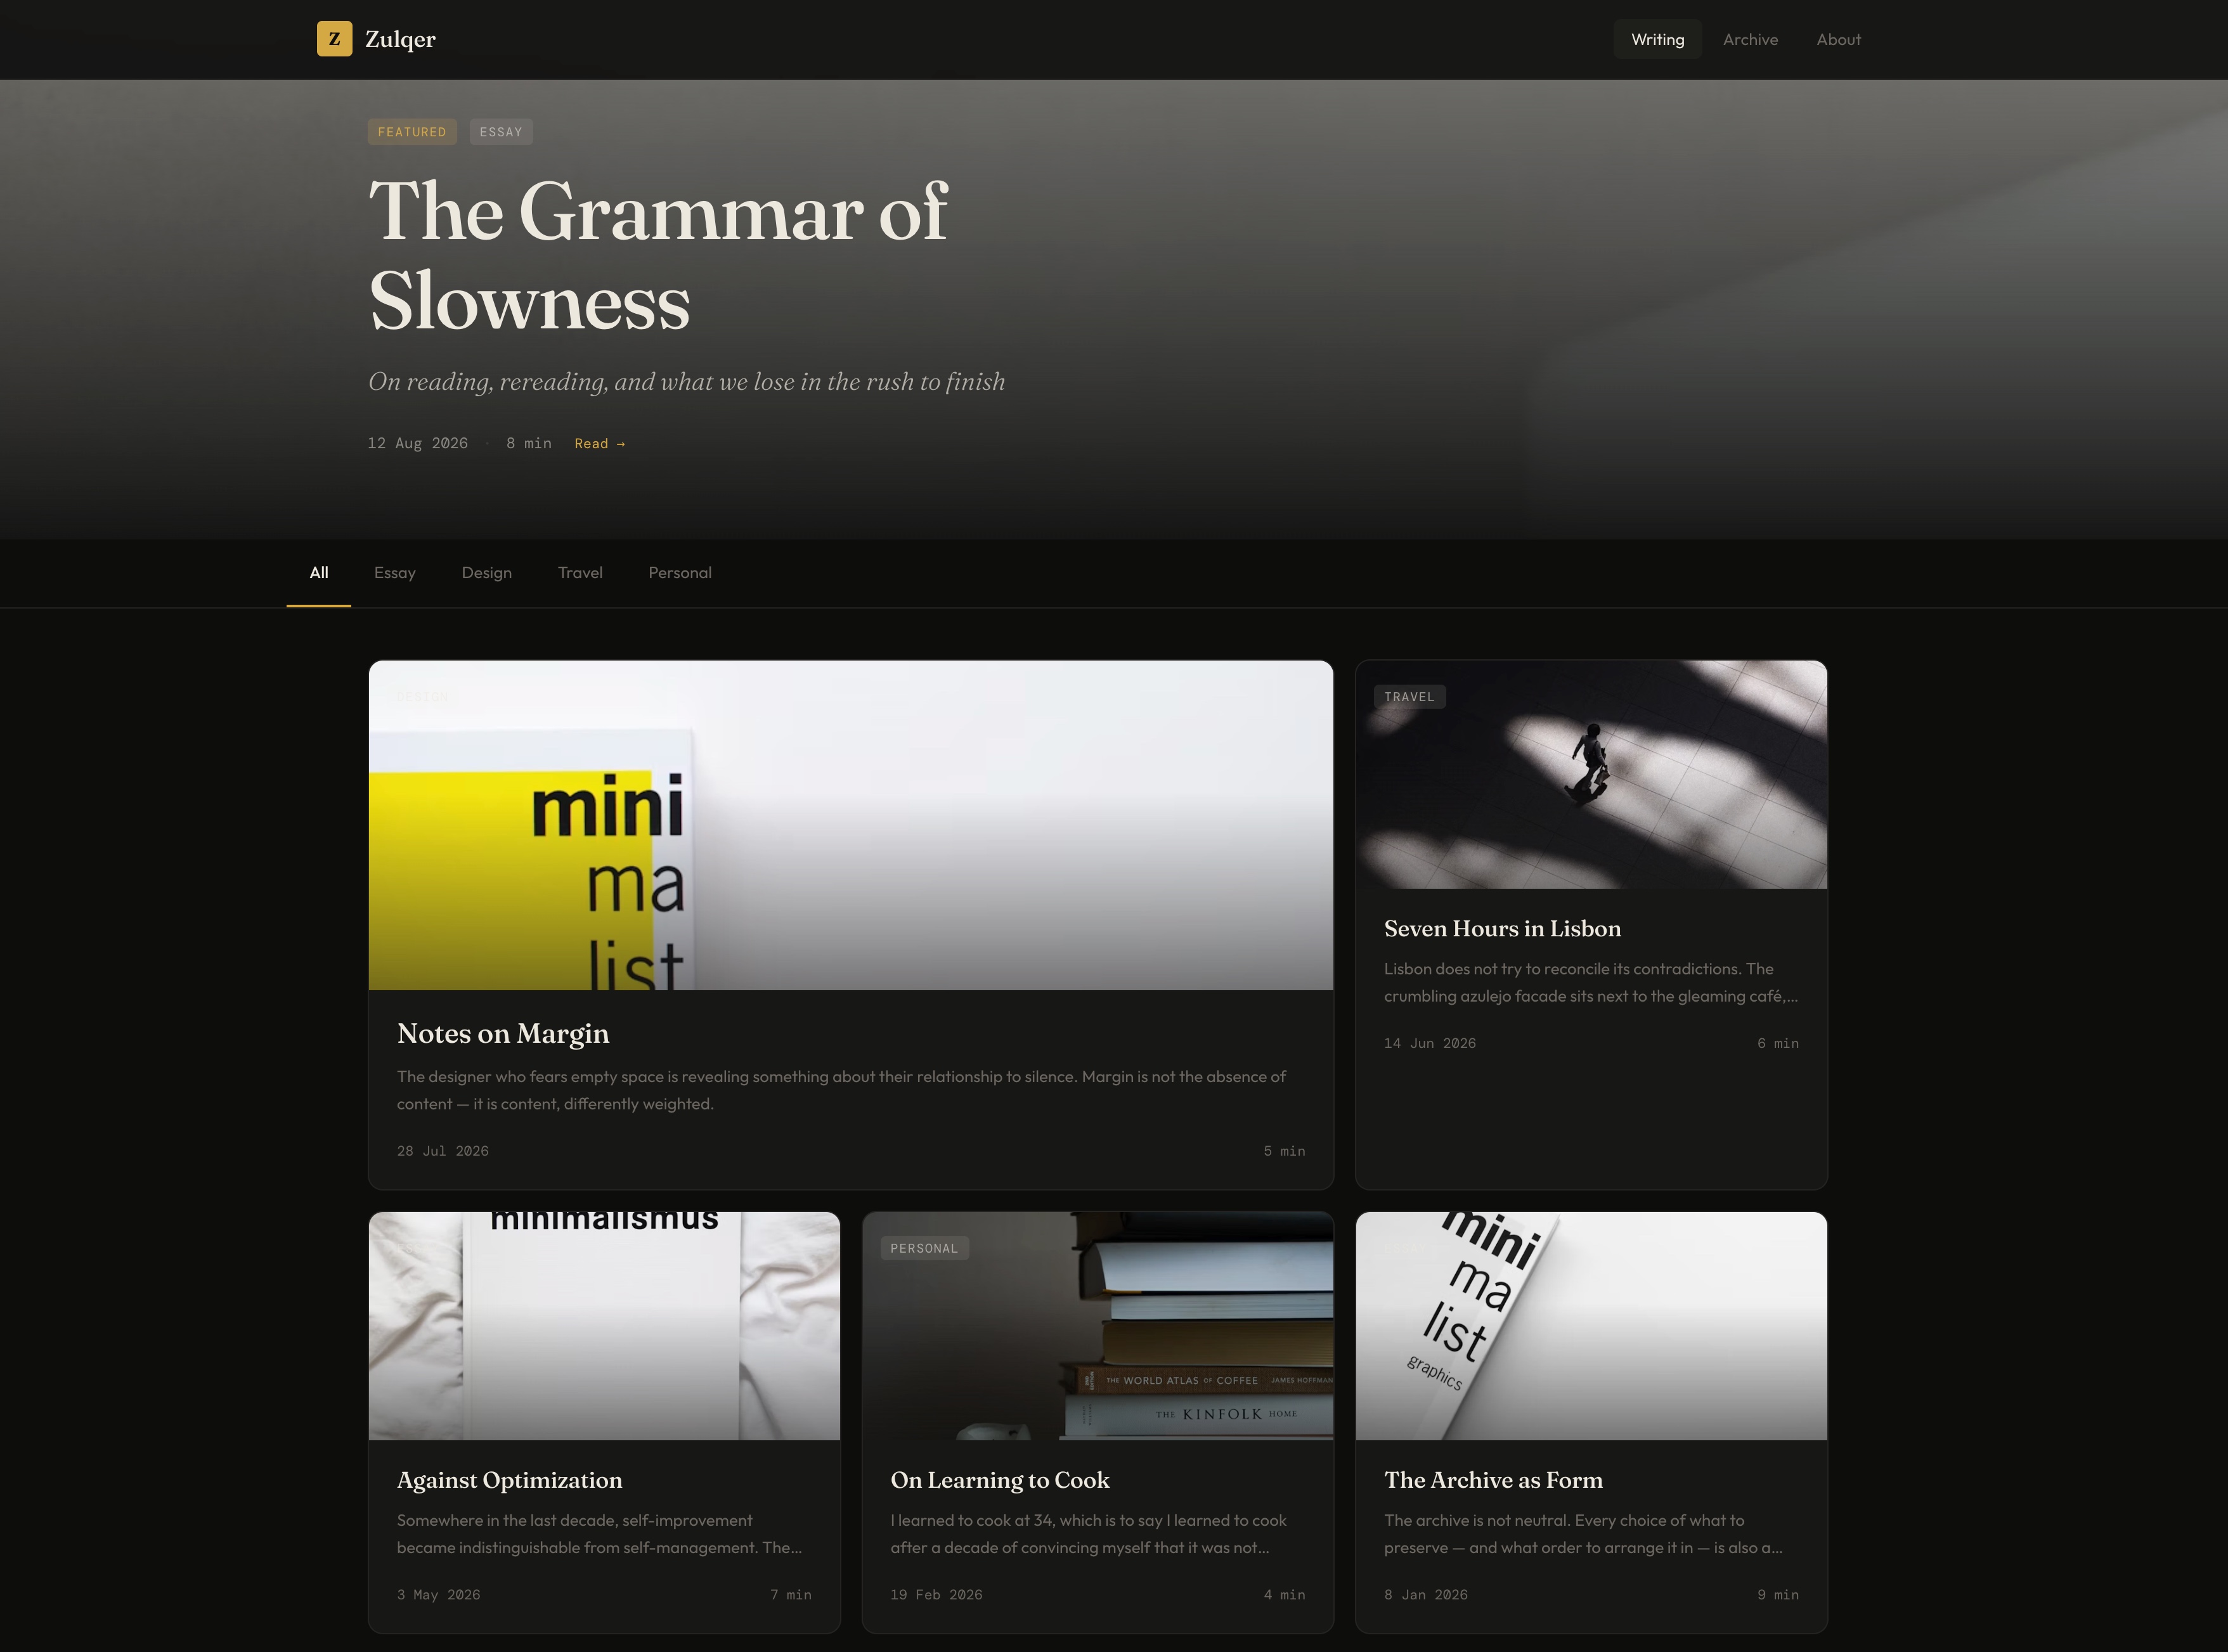 Z Zulqer
Writing Archive About
FEATURED ESSAY
The Grammar of
Slowness
On reading, rereading, and what we lose in the rush to finish
12 Aug 2026 · 8 min Read →
All Essay Design Travel Personal
DESIGN
mini
ma
list
Notes on Margin
The designer who fears empty space is revealing something about their relationship to silence. Margin is not the absence of
content — it is content, differently weighted.
28 Jul 2026 5 min
TRAVEL
Seven Hours in Lisbon
Lisbon does not try to reconcile its contradictions. The
crumbling azulejo facade sits next to the gleaming café,...
14 Jun 2026 6 min
minimalismus
Against Optimization
Somewhere in the last decade, self-improvement
became indistinguishable from self-management. The...
3 May 2026 7 min
PERSONAL
THE WORLD ATLAS OF COFFEE JAMES HOFFMAN
THE KINFOLK HOME
On Learning to Cook
I learned to cook at 34, which is to say I learned to cook
after a decade of convincing myself that it was not...
19 Feb 2026 4 min
mini
ma
list
graphics
The Archive as Form
The archive is not neutral. Every choice of what to
preserve — and what order to arrange it in — is also a...
8 Jan 2026 9 min